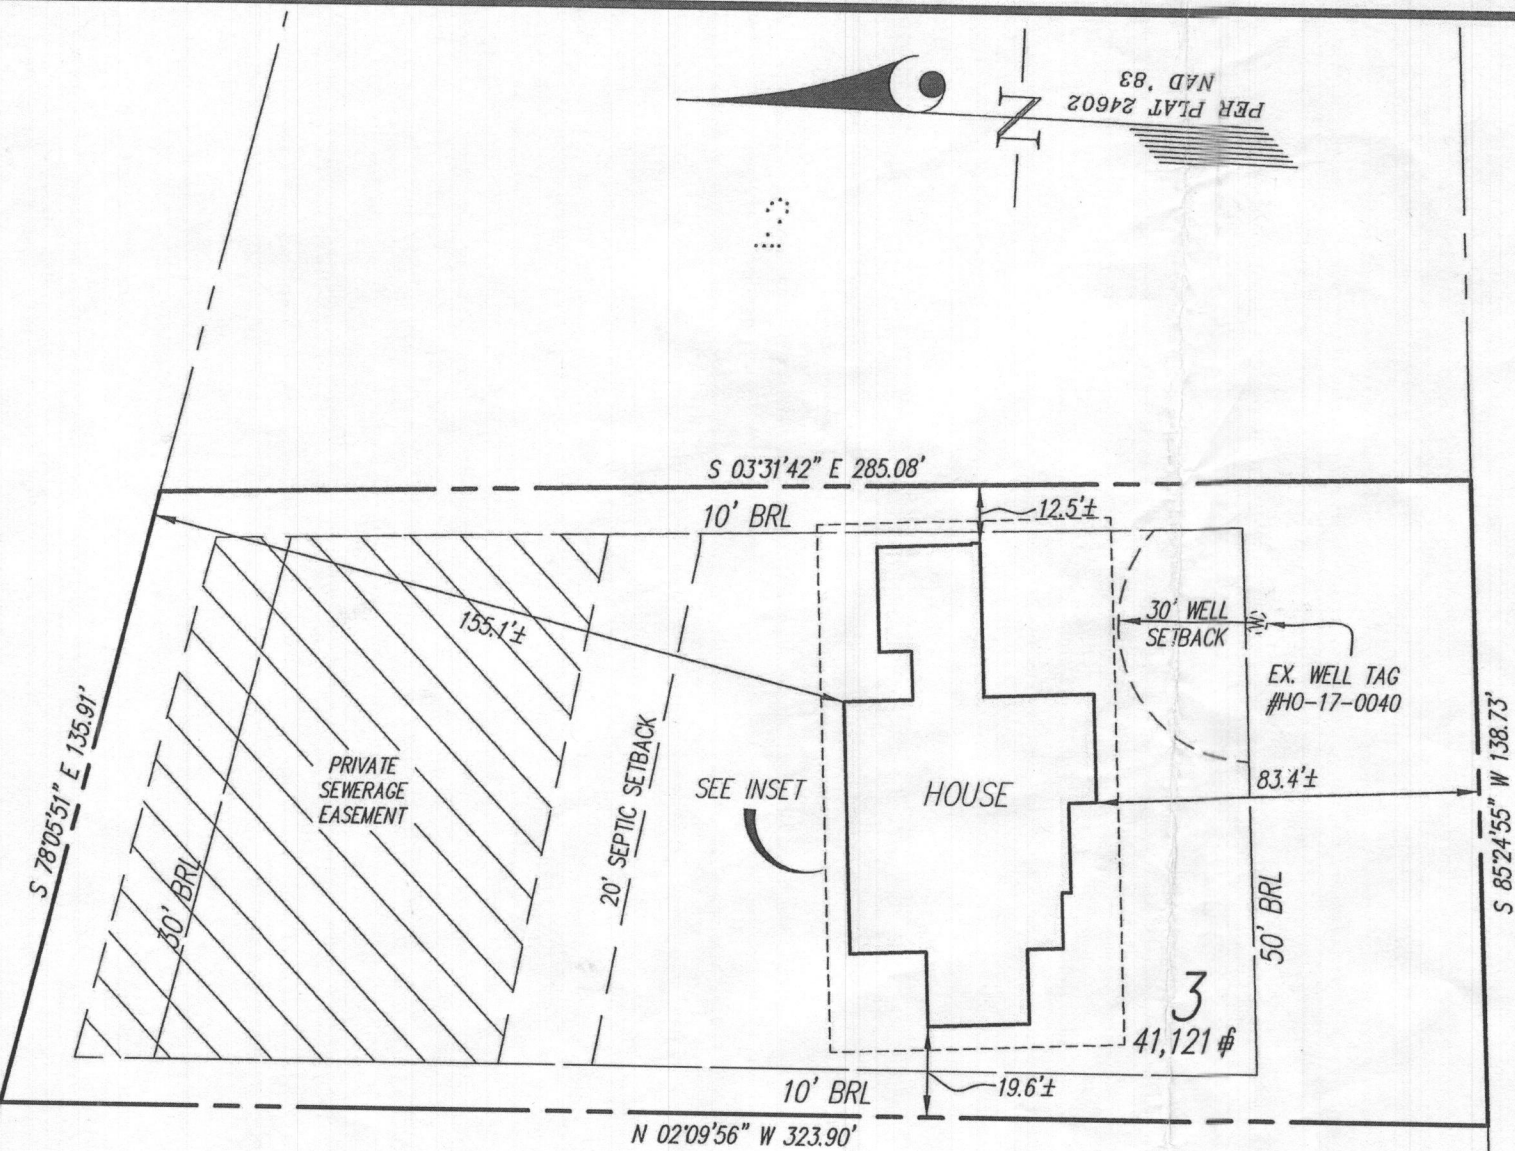 PER PLAT 24602
NAD '83
N
2
S 03°31'42" E 285.08'
10' BRL
12.5'±
155.1'±
30' WELL
SETBACK
W
EX. WELL TAG
#HO-17-0040
S 78°05'51" E 135.91'
PRIVATE
SEWERAGE
EASEMENT
30' BRL
20' SEPTIC SETBACK
SEE INSET
HOUSE
83.4'±
S 85°24'55" W 138.73'
50' BRL
3
41,121 sf
10' BRL
19.6'±
N 02°09'56" W 323.90'